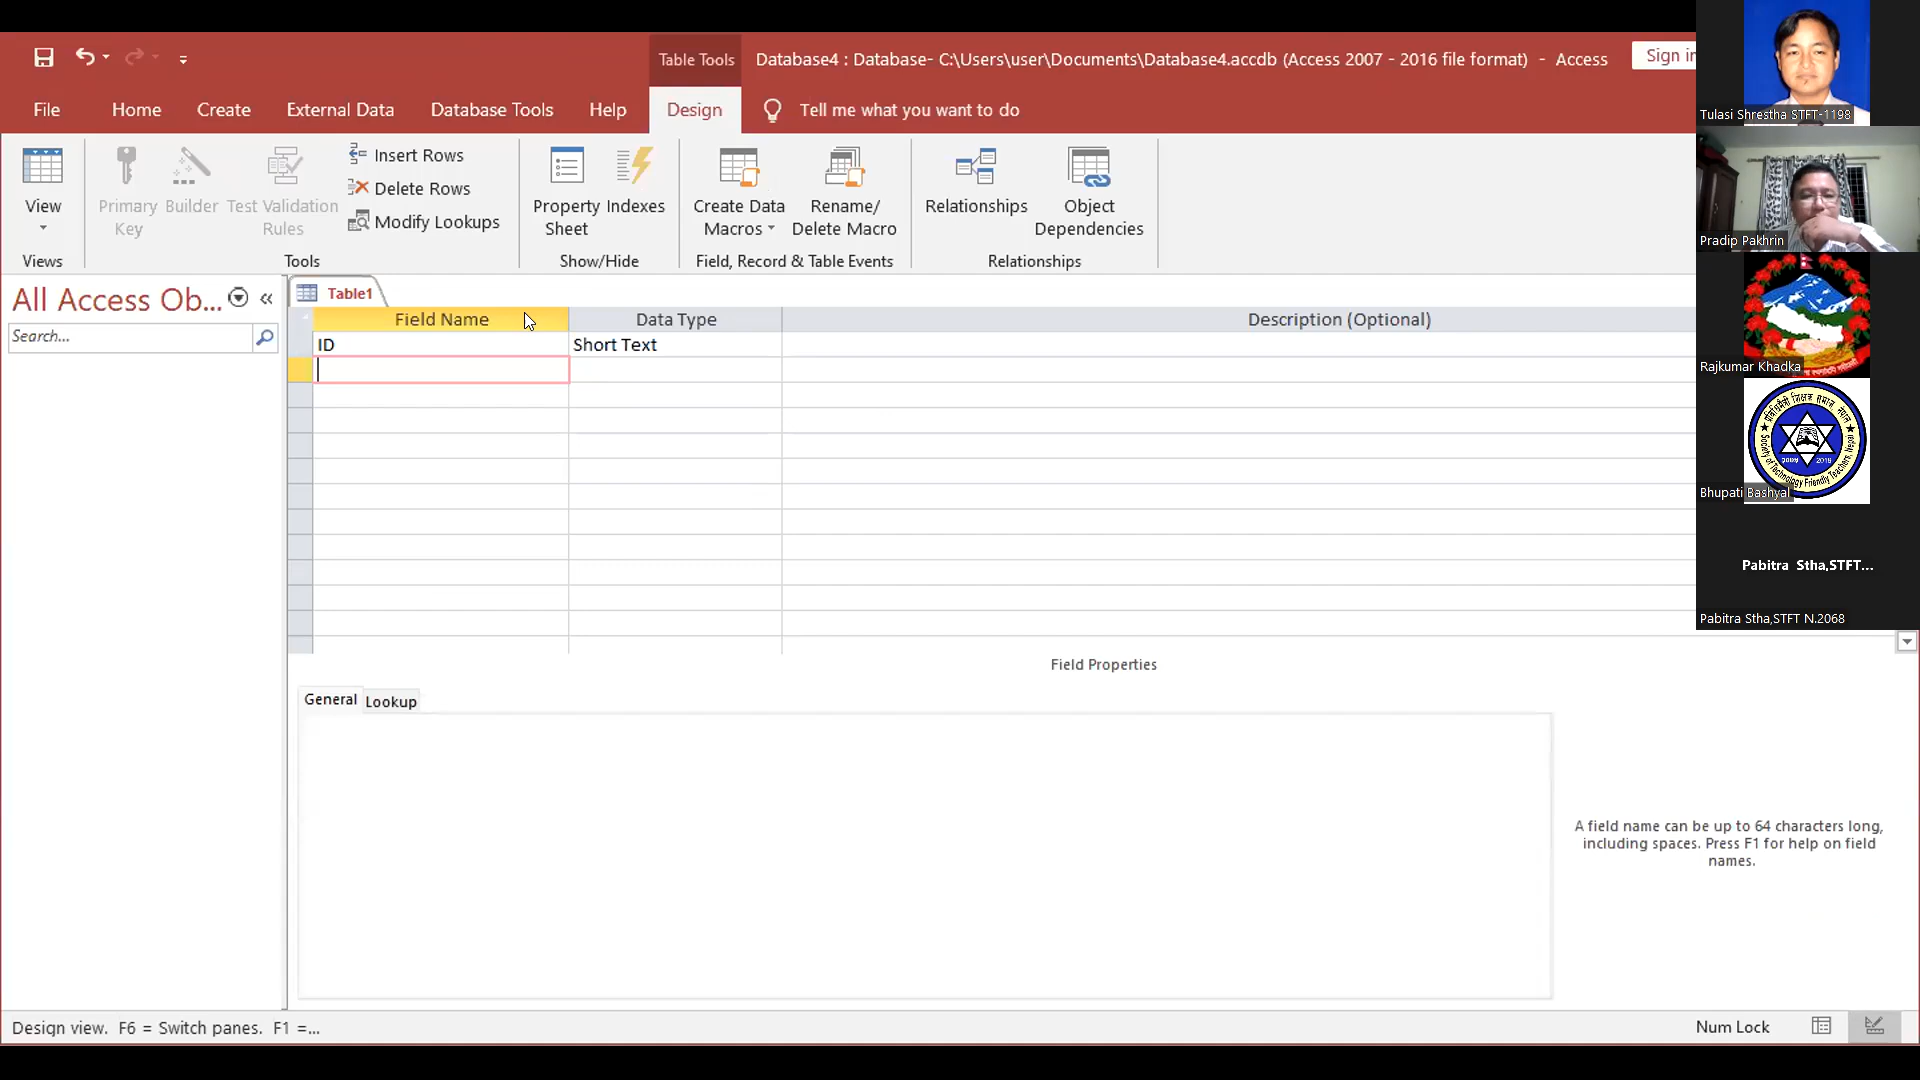 Table Tools
Database4 : Database- C:\Users\user\Documents\Database4.accdb (Access 2007 - 2016 file format) - Access
Sign in
File Home Create External Data Database Tools Help Design Tell me what you want to do
View
Views
Primary Key
Builder
Test Validation Rules
Insert Rows
Delete Rows
Modify Lookups
Tools
Property Sheet
Indexes
Show/Hide
Create Data Macros
Rename/ Delete Macro
Field, Record & Table Events
Relationships
Object Dependencies
Relationships
All Access Ob...
Search...
Table1
Field Name Data Type Description (Optional)
ID Short Text
Field Properties
General Lookup
A field name can be up to 64 characters long,
including spaces. Press F1 for help on field
names.
Design view. F6 = Switch panes. F1 =...
Num Lock
Tulasi Shrestha STFT-1198
Pradip Pakhrin
Rajkumar Khadka
Society of Technology Friendly Teachers, Nepal
Bhupati Bashyal
Pabitra Stha,STFT...
Pabitra Stha,STFT N.2068